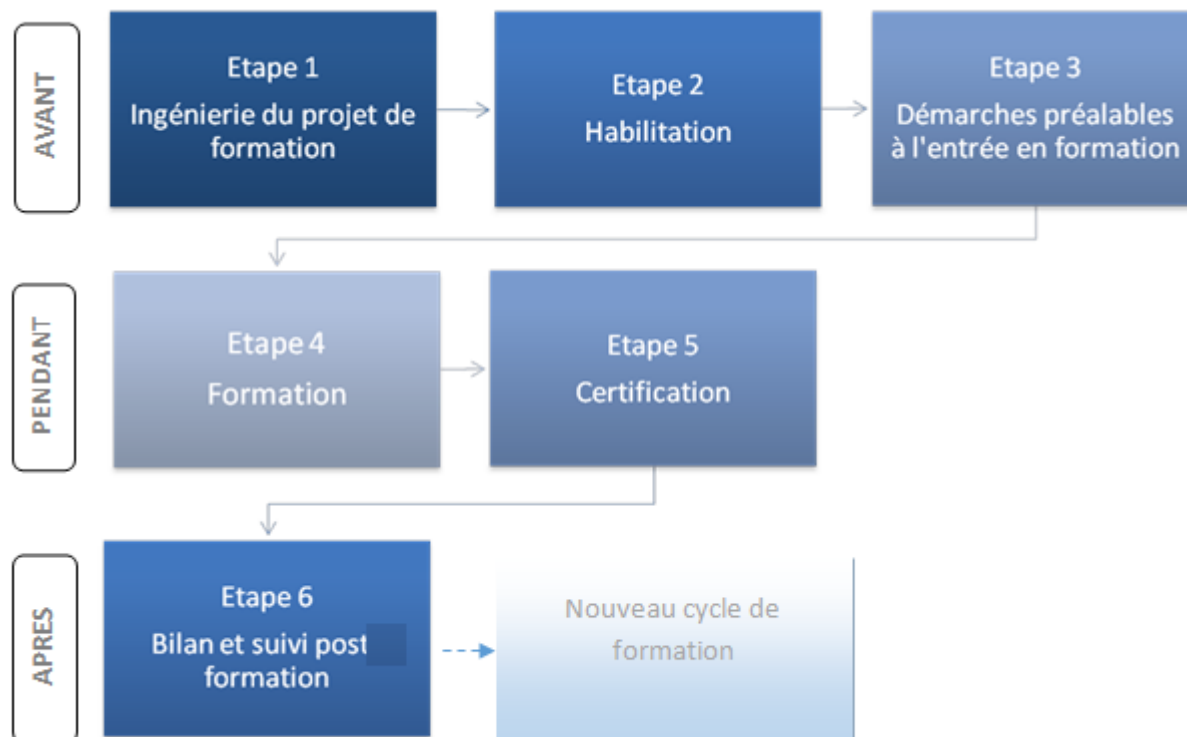 AVANT
Etape 1
Ingénierie du projet de
formation
Etape 2
Habilitation
Etape 3
Démarches préalables
à l'entrée en formation
PENDANT
Etape 4
Formation
Etape 5
Certification
APRES
Etape 6
Bilan et suivi post
formation
Nouveau cycle de
formation